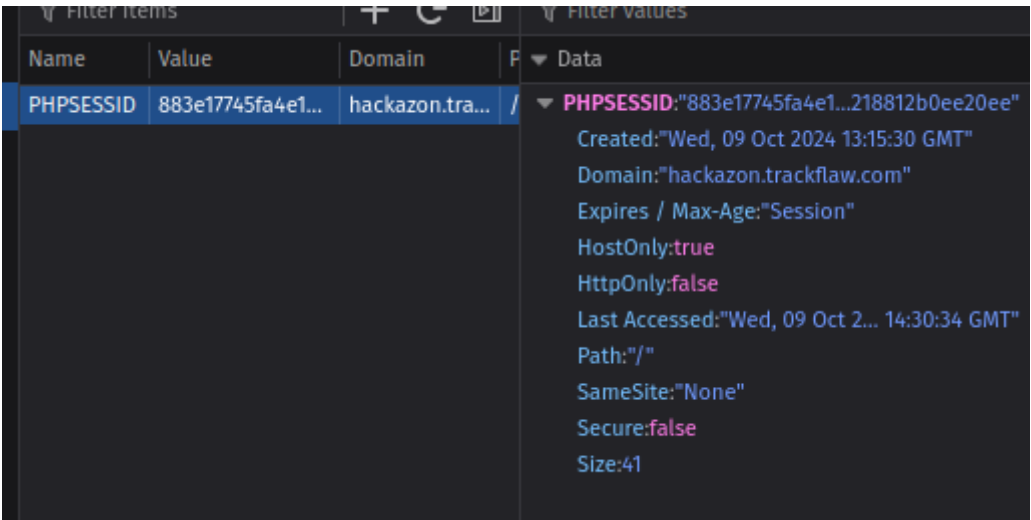 Filter Items
Filter values
Name Value Domain P
Data
PHPSESSID 883e17745fa4e1... hackazon.tra... /
PHPSESSID:"883e17745fa4e1...218812b0ee20ee"
Created:"Wed, 09 Oct 2024 13:15:30 GMT"
Domain:"hackazon.trackflaw.com"
Expires / Max-Age:"Session"
HostOnly:true
HttpOnly:false
Last Accessed:"Wed, 09 Oct 2... 14:30:34 GMT"
Path:"/"
SameSite:"None"
Secure:false
Size:41